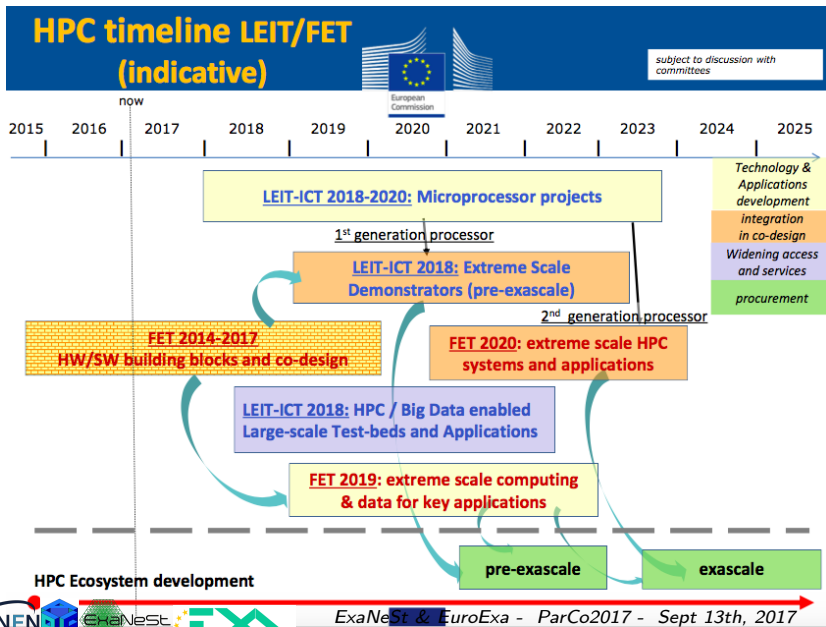 HPC timeline LEIT/FET
(indicative)
subject to discussion with
committees
European
Commission
now
2015 2016 2017 2018 2019 2020 2021 2022 2023 2024 2025
Technology &
Applications
development
integration
in co-design
Widening access
and services
procurement
LEIT-ICT 2018-2020: Microprocessor projects
1st generation processor
LEIT-ICT 2018: Extreme Scale
Demonstrators (pre-exascale)
2nd generation processor
FET 2014-2017
HW/SW building blocks and co-design
FET 2020: extreme scale HPC
systems and applications
LEIT-ICT 2018: HPC / Big Data enabled
Large-scale Test-beds and Applications
FET 2019: extreme scale computing
& data for key applications
pre-exascale
exascale
HPC Ecosystem development
ExaNeSt
ExaNeSt & EuroExa - ParCo2017 - Sept 13th, 2017